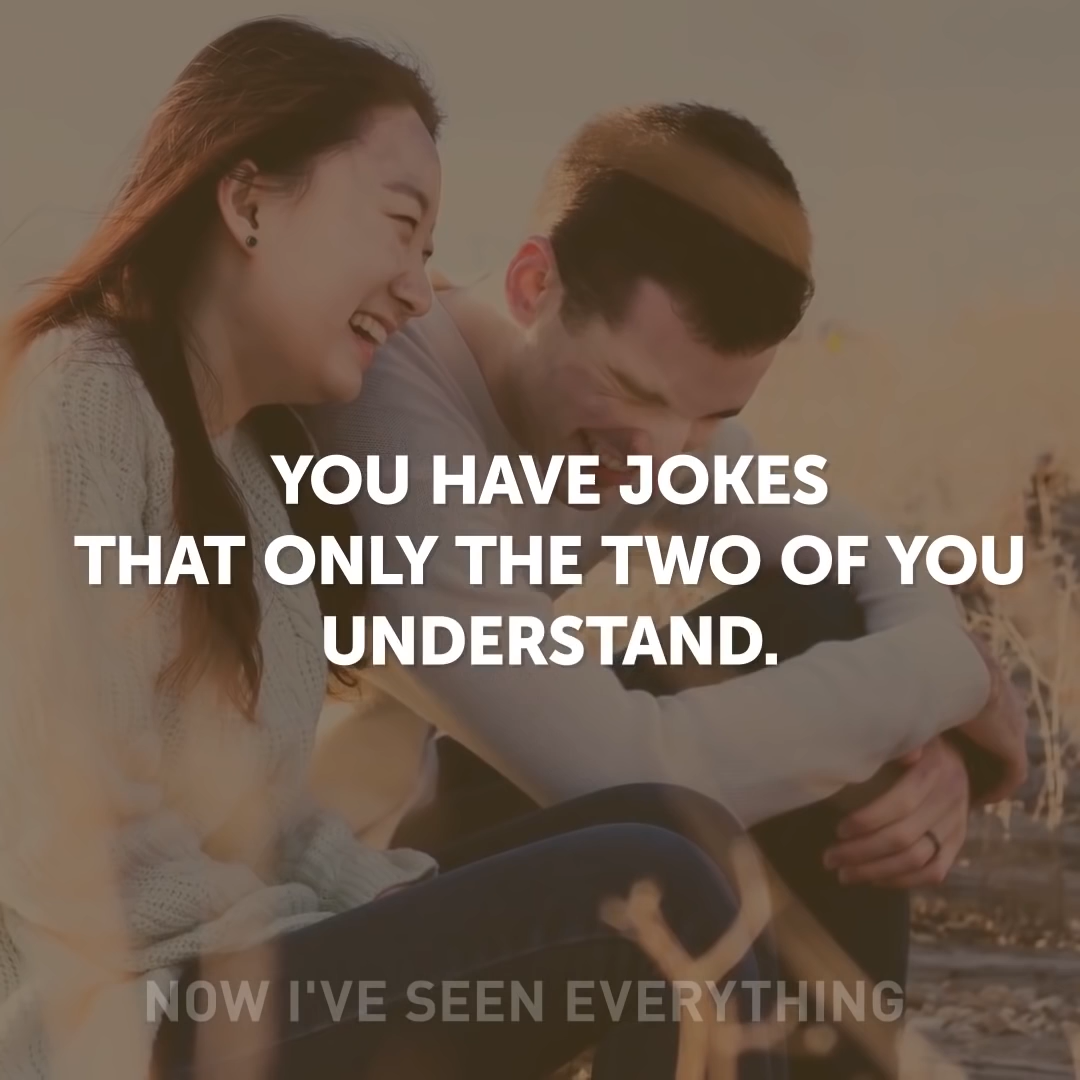 YOU HAVE JOKES
THAT ONLY THE TWO OF YOU
UNDERSTAND.
NOW I'VE SEEN EVERYTHING